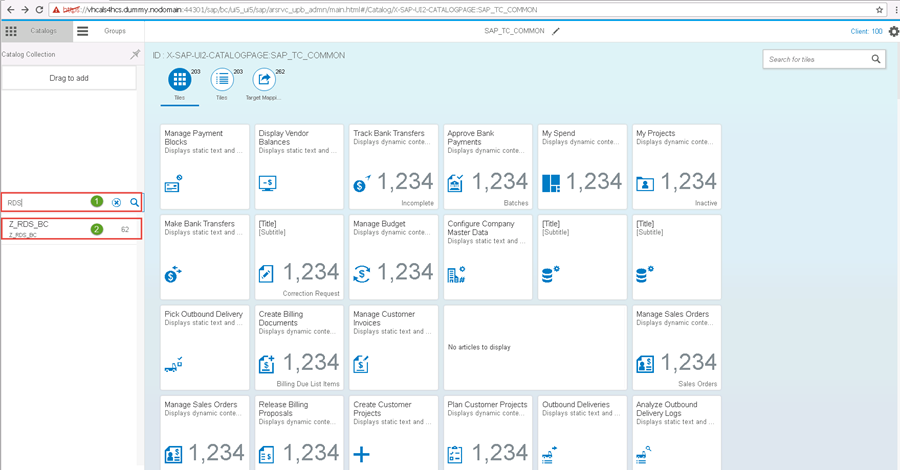 https://vhcals4hcs.dummy.nodomain:44301/sap/bc/ui5_ui5/sap/arsrvc_upb_admn/main.html#/Catalog/X-SAP-UI2-CATALOGPAGE:SAP_TC_COMMON
Catalogs
Groups
SAP_TC_COMMON
Client: 100
Catalog Collection
Drag to add
RDS
1
Z_RDS_BC
Z_RDS_BC
2
62
ID : X-SAP-UI2-CATALOGPAGE:SAP_TC_COMMON
Search for tiles
203
Tiles
203
Tiles
262
Target Mappi...
Manage Payment
Blocks
Displays static text and ...
Display Vendor
Balances
Displays static text and ...
~$
Track Bank Transfers
Displays dynamic conte...
1,234
Incomplete
Approve Bank
Payments
Displays dynamic conte...
1,234
Batches
My Spend
Displays dynamic conte...
1,234
My Projects
Displays dynamic conte...
1,234
Inactive
Make Bank Transfers
Displays static text and ...
[Title]
[Subtitle]
1,234
Correction Request
Manage Budget
Displays dynamic conte...
1,234
Configure Company
Master Data
Displays static text and ...
[Title]
[Subtitle]
[Title]
[Subtitle]
Pick Outbound Delivery
Displays static text and ...
Create Billing
Documents
Displays dynamic conte...
1,234
Billing Due List Items
Manage Customer
Invoices
Displays static text and ...
No articles to display
Manage Sales Orders
Displays dynamic conte...
1,234
Sales Orders
Manage Sales Orders
Displays dynamic conte...
1,234
Release Billing
Proposals
Displays dynamic conte...
1,234
Create Customer
Projects
Displays static text and ...
Plan Customer Projects
Displays dynamic conte...
1,234
Outbound Deliveries
Displays static text and ...
Analyze Outbound
Delivery Logs
Displays static text and ...